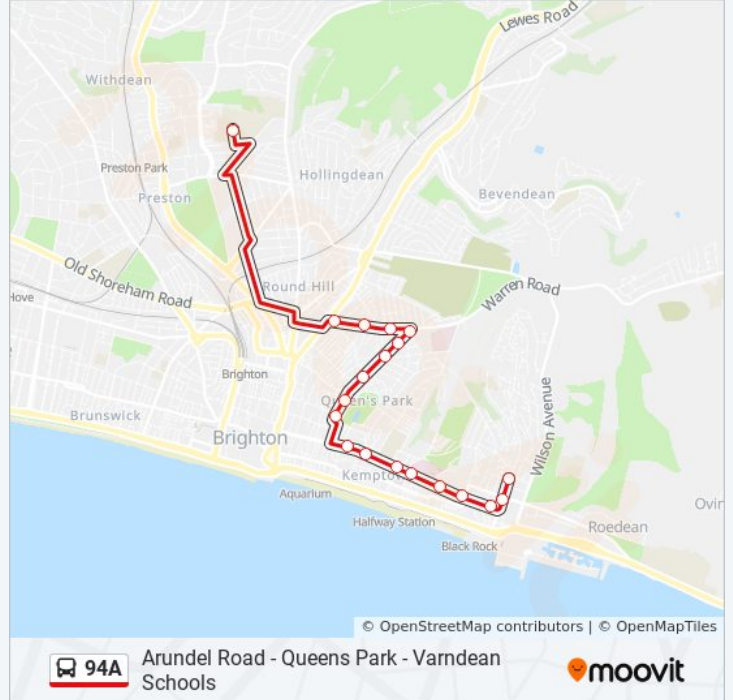 Lewes Road
Withdean
Preston Park
Hollingdean
Preston
Bevendean
Old Shoreham Road
Hove
Round Hill
Warren Road
Brighton
Queen's Park
Brunswick
Brighton
Wilson Avenue
Kempto
Aquarium
Halfway Station
Roedean
Ovin
Black Rock
© OpenStreetMap contributors | © OpenMapTiles
94A
Arundel Road - Queens Park - Varndean
Schools
moovit